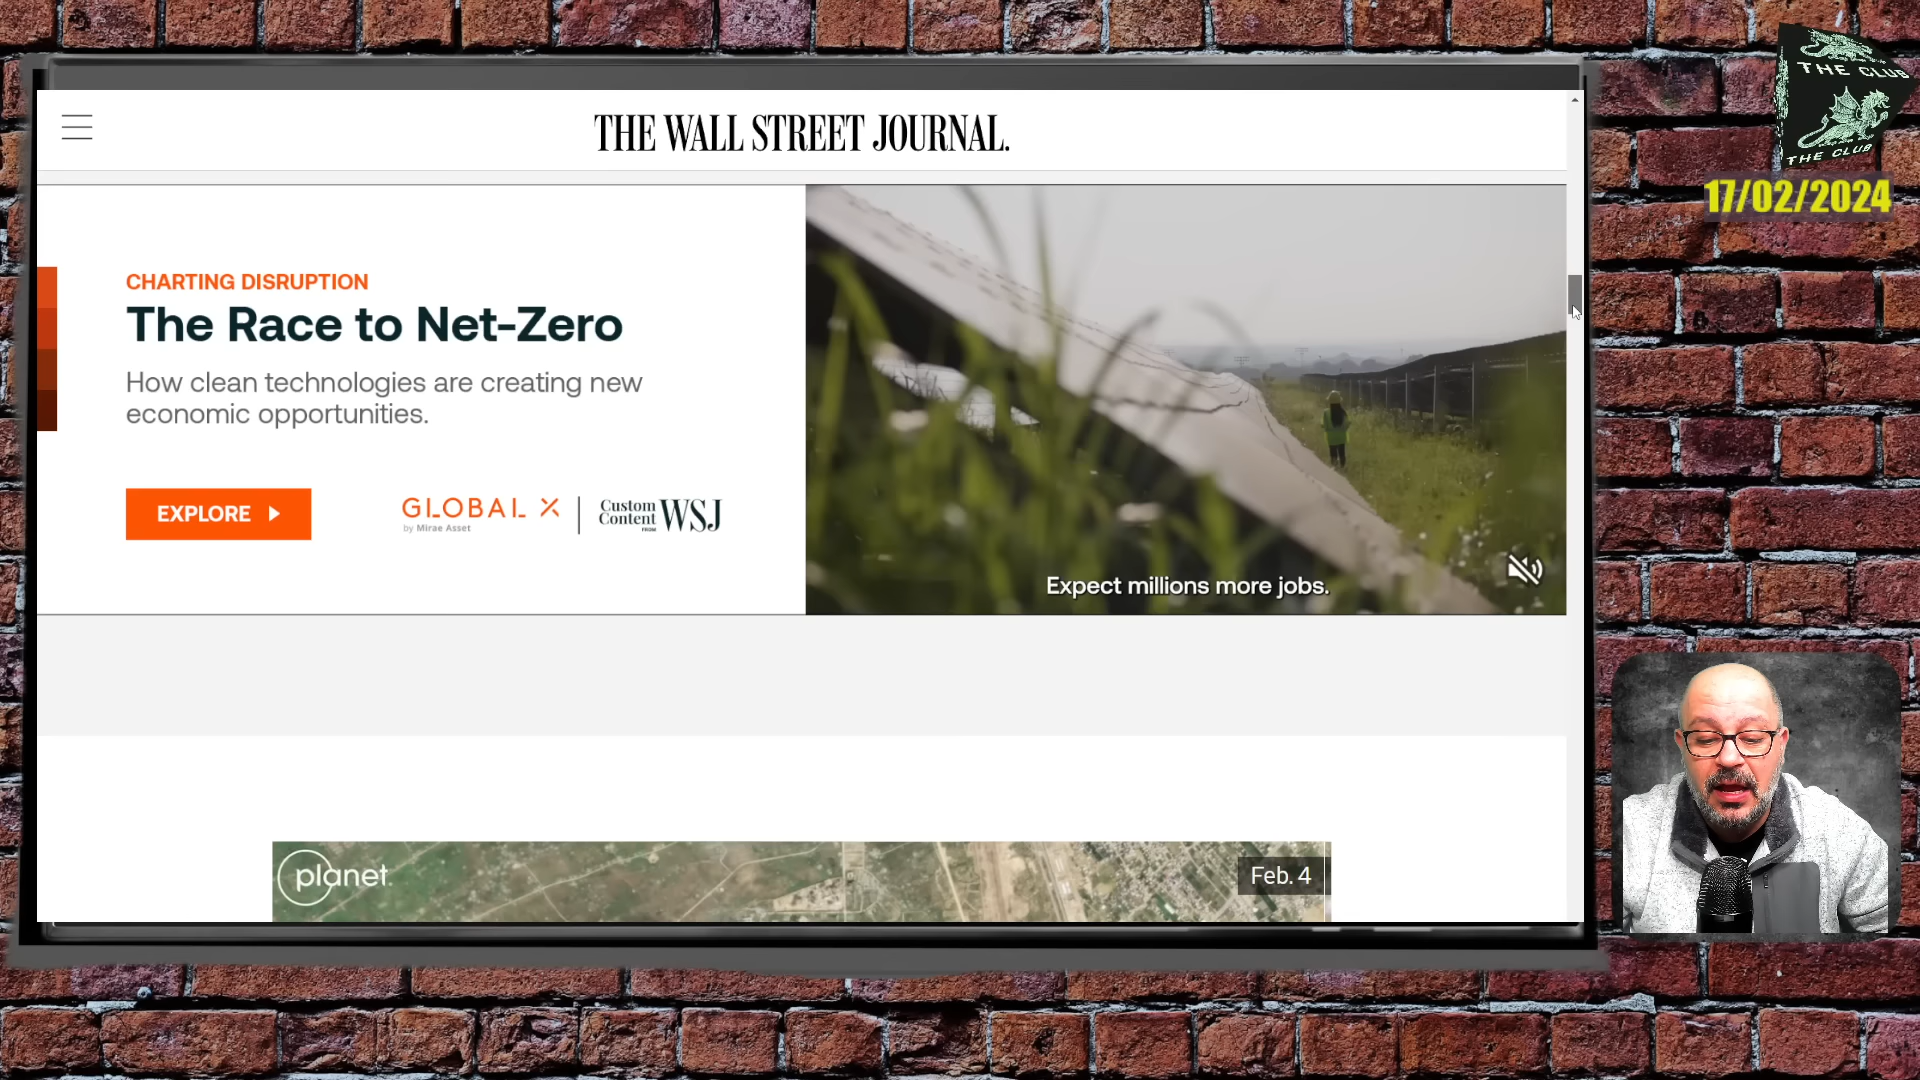 THE WALL STREET JOURNAL.
THE CLUB
THE CLUB
17/02/2024
CHARTING DISRUPTION
The Race to Net-Zero
How clean technologies are creating new
economic opportunities.
EXPLORE
GLOBAL X
by Mirae Asset
Custom
Content
FROM
WSJ
Expect millions more jobs.
planet.
Feb. 4